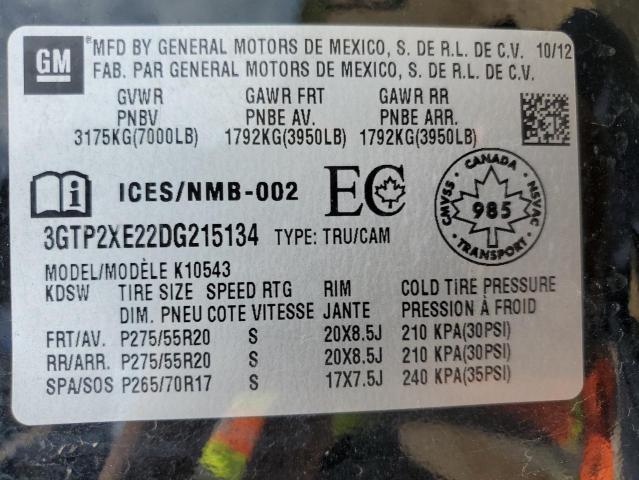 GM ® MFD BY GENERAL MOTORS DE MEXICO, S. DE R.L. DE C.V. 10/12
FAB. PAR GENERAL MOTORS DE MEXICO, S. DE R.L. DE C.V.
GVWR GAWR FRT GAWR RR
PNBV PNBE AV. PNBE ARR.
3175KG(7000LB) 1792KG(3950LB) 1792KG(3950LB)
i ICES/NMB-002 EC
CANADA CMVSS 985 NSVAC TRANSPORT
3GTP2XE22DG215134 TYPE: TRU/CAM
MODEL/MODÈLE K10543
KDSW TIRE SIZE SPEED RTG RIM COLD TIRE PRESSURE
DIM. PNEU COTE VITESSE JANTE PRESSION À FROID
FRT/AV. P275/55R20 S 20X8.5J 210 KPA(30PSI)
RR/ARR. P275/55R20 S 20X8.5J 210 KPA(30PSI)
SPA/SOS P265/70R17 S 17X7.5J 240 KPA(35PSI)